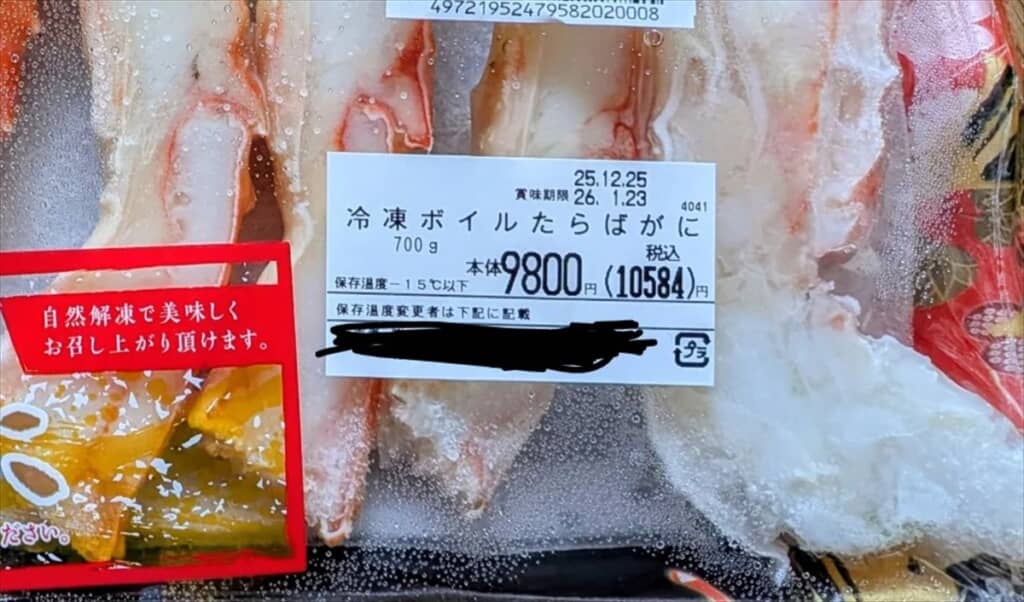 4972195247958202​0008
25.12.25
賞味期限 26. 1.23
4041
冷凍ボイルたらばがに
700g
税込
本体9800円(10584)円
保存温度-15℃以下
保存温度変更者は下記に記載
プラ
自然解凍で美味しく
お召し上がり頂けます。
ださい。